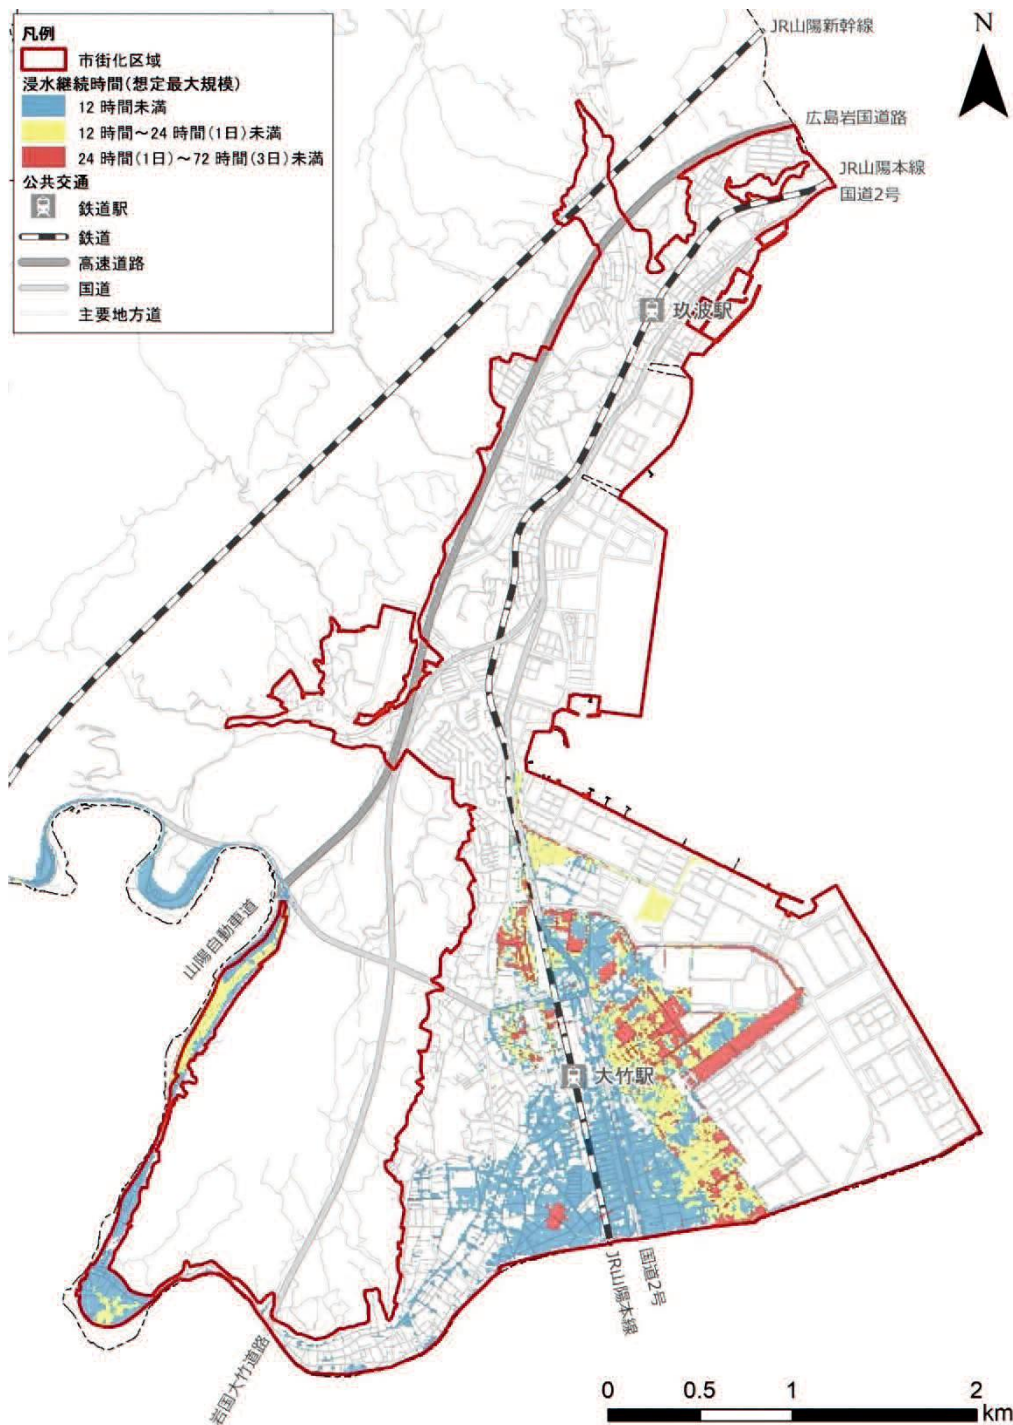 凡例
市街化区域
浸水継続時間(想定最大規模)
12 時間未満
12 時間～24 時間(1日)未満
24 時間(1日)～72 時間(3日)未満
公共交通
鉄道駅
鉄道
高速道路
国道
主要地方道
N
JR山陽新幹線
広島岩国道路
JR山陽本線
国道2号
玖波駅
山陽自動車道
大竹駅
国道2号
JR山陽本線
岩国大竹道路
0 0.5 1 2
km